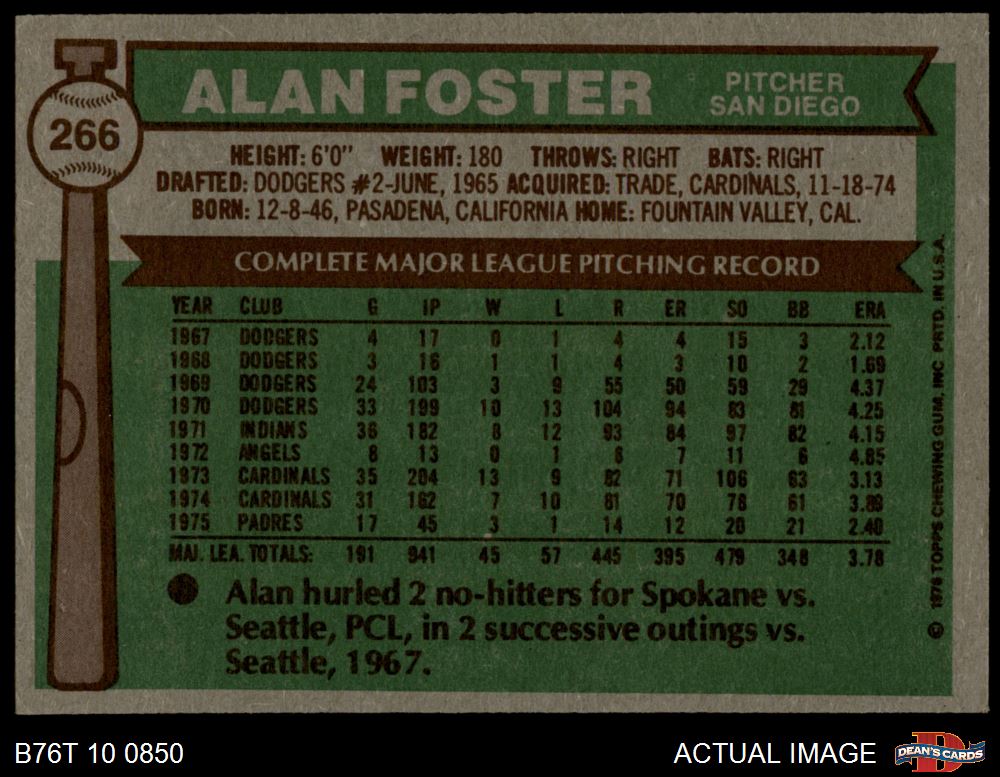 266
ALAN FOSTER
PITCHER
SAN DIEGO
HEIGHT: 6'0" WEIGHT: 180 THROWS: RIGHT BATS: RIGHT
DRAFTED: DODGERS #2-JUNE, 1965 ACQUIRED: TRADE, CARDINALS, 11-18-74
BORN: 12-8-46, PASADENA, CALIFORNIA HOME: FOUNTAIN VALLEY, CAL.
COMPLETE MAJOR LEAGUE PITCHING RECORD
YEAR CLUB G IP W L R ER SO BB ERA
1967 DODGERS 4 17 0 1 4 4 15 3 2.12
1968 DODGERS 3 16 1 1 4 3 10 2 1.69
1969 DODGERS 24 103 3 9 55 50 59 29 4.37
1970 DODGERS 33 199 10 13 104 94 83 81 4.25
1971 INDIANS 36 182 8 12 93 84 97 82 4.15
1972 ANGELS 8 13 0 1 8 7 11 6 4.85
1973 CARDINALS 35 204 13 9 82 71 106 63 3.13
1974 CARDINALS 31 162 7 10 81 70 78 61 3.89
1975 PADRES 17 45 3 1 14 12 20 21 2.40
MAJ. LEA. TOTALS: 191 941 45 57 445 395 479 348 3.78
Alan hurled 2 no-hitters for Spokane vs.
Seattle, PCL, in 2 successive outings vs.
Seattle, 1967.
© 1976 TOPPS CHEWING GUM, INC. PRTD. IN U.S.A.
B76T 10 0850
ACTUAL IMAGE
DEAN'S CARDS